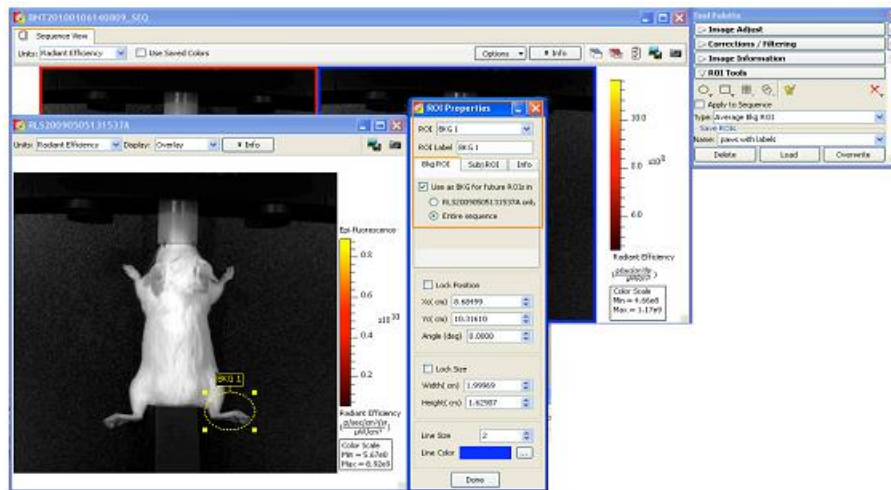 BNT20100106140009_SEQ
Sequence View
Units: Radiant Efficiency Use Saved Colors Options Info
10.0
8.0
6.0
Radiant Efficiency
Color Scale
Min = 4.66e8
Max = 1.17e9
Tool Palette
Image Adjust
Corrections / Filtering
Image Information
ROI Tools
Apply to Sequence
Type: Average Bkg ROI
Save ROIs
Name: paws with labels
Delete Load Overwrite
RLS20090505131537A
Units: Radiant Efficiency Display: Overlay Info
Epi-Fluorescence
0.8
0.6
0.4
0.2
Radiant Efficiency
Color Scale
Min = 5.67e8
Max = 8.92e9
BKG 1
ROI Properties
ROI BKG 1
ROI Label BKG 1
Bkg ROI Subj ROI Info
Use as BKG for future ROIs in
RLS20090505131537A only
Entire sequence
Lock Position
Xc( cm) 8.68499
Yc( cm) 10.31610
Angle (deg) 0.0000
Lock Size
Width( cm) 1.99969
Height( cm) 1.62987
Line Size 2
Line Color ...
Done